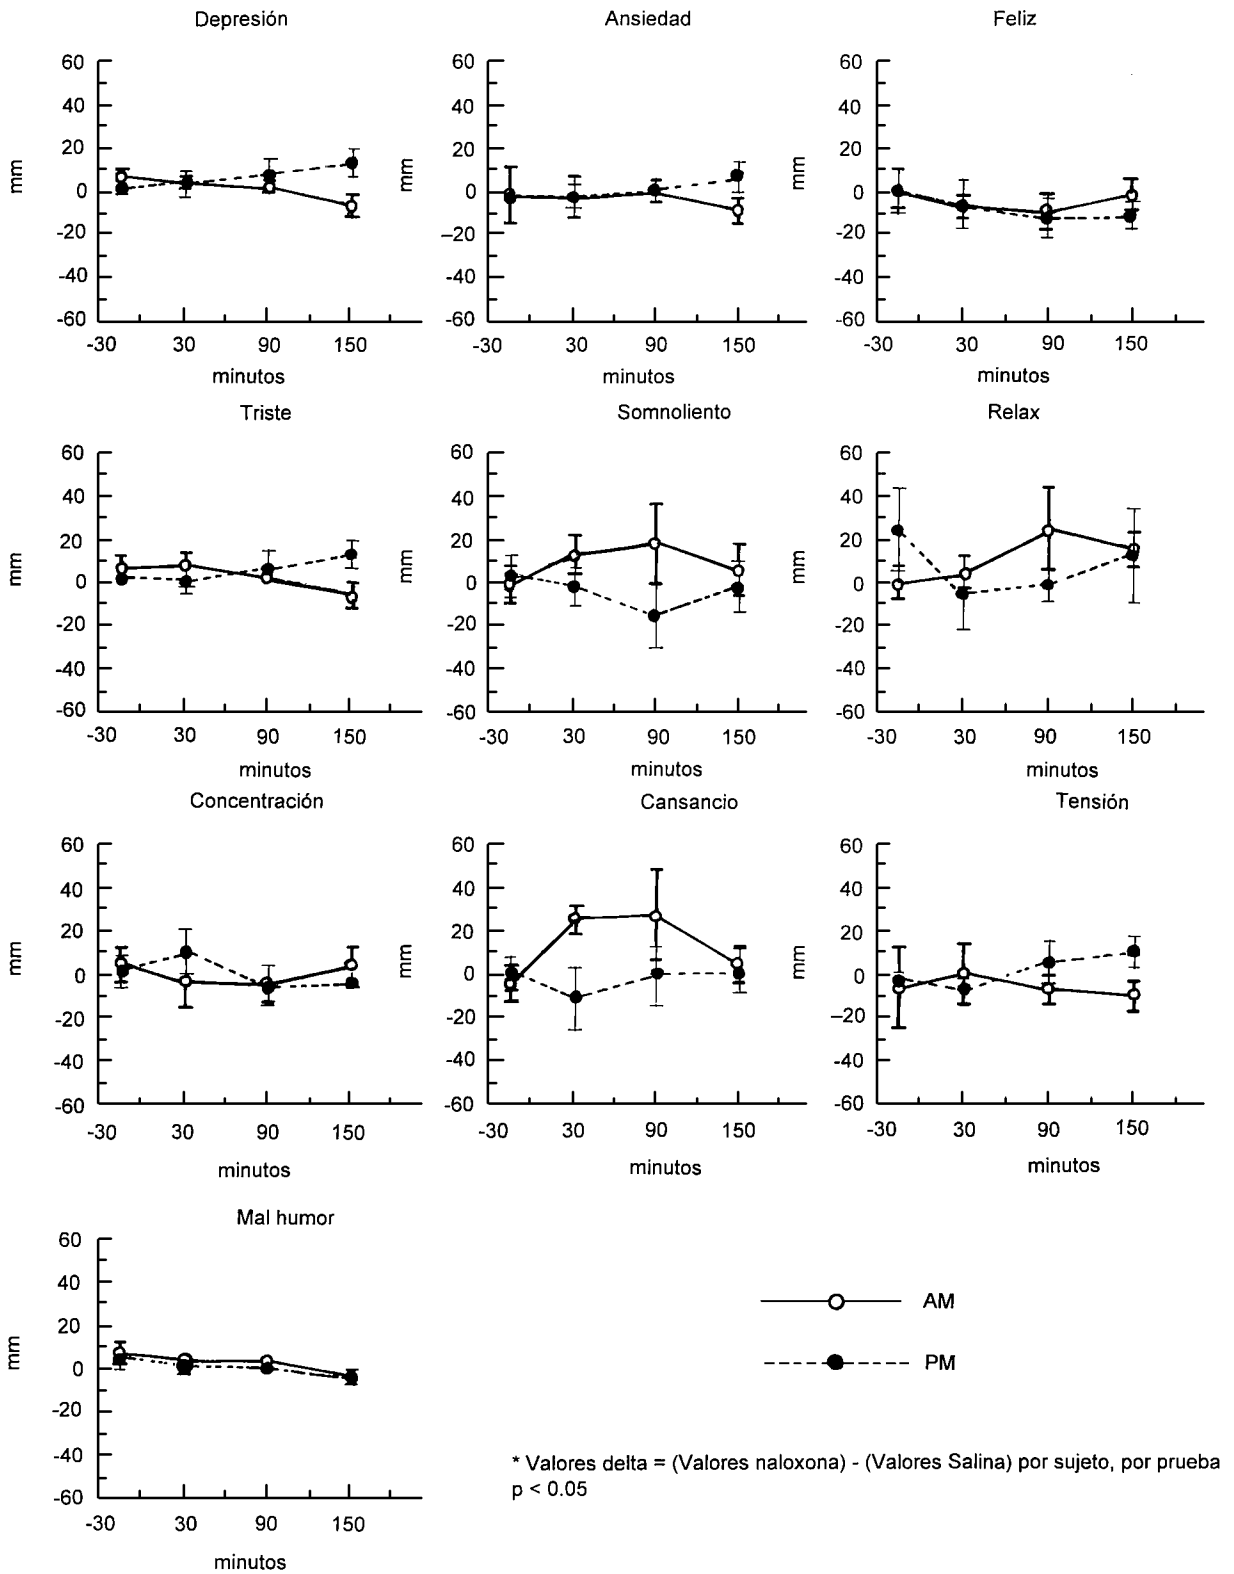 Depresión
60
40
20
0
-20
-40
-60
mm
-30 30 90 150
minutos
Ansiedad
60
40
20
0
–20
-40
-60
mm
-30 30 90 150
minutos
Feliz
60
40
20
0
-20
-40
-60
-30 30 90 150
minutos
Triste
60
40
20
0
-20
-40
-60
mm
-30 30 90 150
minutos
Somnoliento
60
40
20
0
-20
-40
-60
mm
-30 30 90 150
minutos
Relax
60
40
20
0
-20
-40
-60
-30 30 90 150
minutos
Concentración
60
40
20
0
-20
-40
-60
mm
-30 30 90 150
minutos
Cansancio
60
40
20
0
-20
-40
-60
mm
-30 30 90 150
minutos
Tensión
60
40
20
0
–20
-40
-60
-30 30 90 150
minutos
Mal humor
60
40
20
0
-20
-40
-60
mm
-30 30 90 150
minutos
AM
PM
* Valores delta = (Valores naloxona) - (Valores Salina) por sujeto, por prueba
p < 0.05